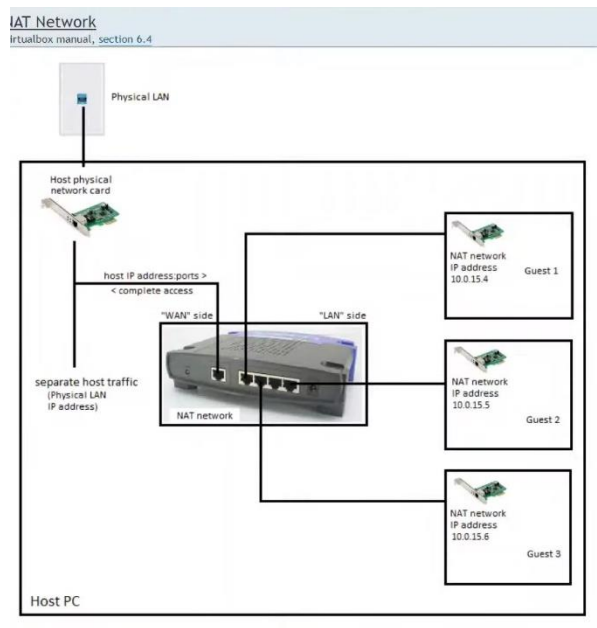 NAT Network
irtualbox manual, section 6.4
Physical LAN
Host physical
network card
host IP address:ports >
< complete access
"WAN" side
"LAN" side
separate host traffic
(Physical LAN
IP address)
NAT network
NAT network
IP address
10.0.15.4
Guest 1
NAT network
IP address
10.0.15.5
Guest 2
NAT network
IP address
10.0.15.6
Guest 3
Host PC